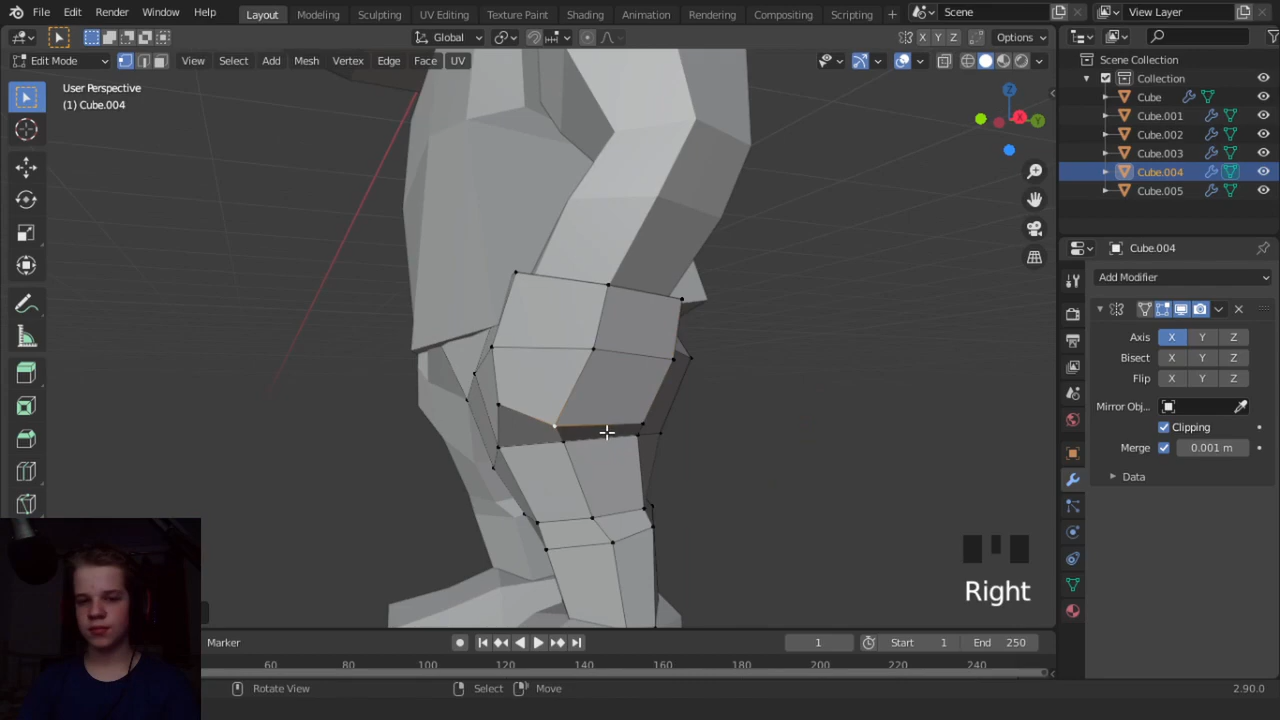 File Edit Render Window Help
Layout Modeling Sculpting UV Editing Texture Paint Shading Animation Rendering Compositing Scripting +
Scene
View Layer
Global
X Y Z
Options
Edit Mode
View Select Add Mesh Vertex Edge Face UV
User Perspective
(1) Cube.004
Z
X
Y
Right
Scene Collection
Collection
Cube
Cube.001
Cube.002
Cube.003
Cube.004
Cube.005
Cube.004
Add Modifier
Axis X Y Z
Bisect X Y Z
Flip X Y Z
Mirror Obj...
Clipping
Merge 0.001 m
Data
Marker
1
Start 1
End 250
60 80 100 120 140 160 180 200 220 240
Rotate View
Select
Move
2.90.0